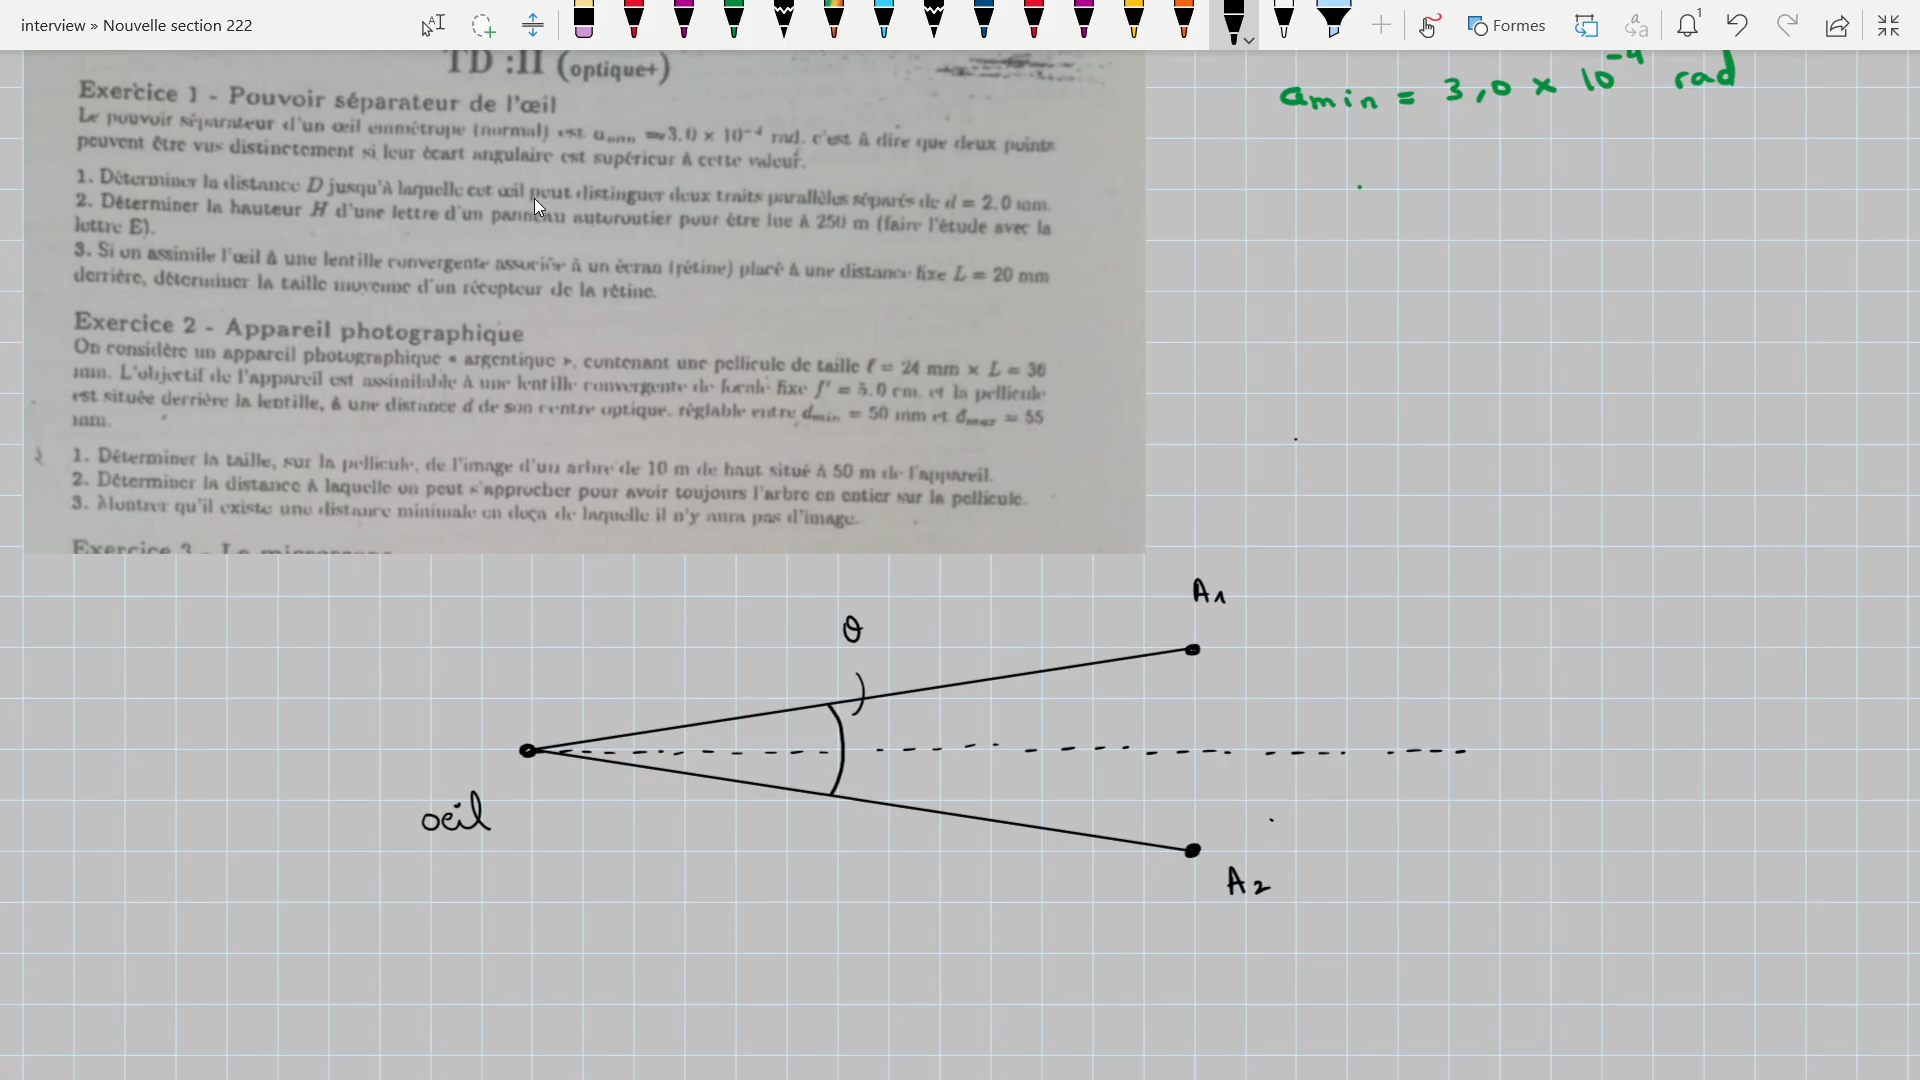 interview » Nouvelle section 222
Formes
1
TD :II (optique+)
Exercice 1 - Pouvoir séparateur de l'œil
Le pouvoir séparateur d'un œil emmétrope (normal) est αmin = 3.0 × 10⁻⁴ rad. c'est à dire que deux points
peuvent être vus distinctement si leur écart angulaire est supérieur à cette valeur.
1. Déterminer la distance D jusqu'à laquelle cet œil peut distinguer deux traits parallèles séparés de d = 2.0 mm.
2. Déterminer la hauteur H d'une lettre d'un panneau autoroutier pour être lue à 250 m (faire l'étude avec la
lettre E).
3. Si on assimile l'œil à une lentille convergente associée à un écran (rétine) placé à une distance fixe L = 20 mm
derrière, déterminer la taille moyenne d'un récepteur de la rétine.
Exercice 2 - Appareil photographique
On considère un appareil photographique « argentique », contenant une pellicule de taille ℓ = 24 mm × L = 36
mm. L'objectif de l'appareil est assimilable à une lentille convergente de focale fixe f' = 5.0 cm. et la pellicule
est située derrière la lentille, à une distance d de son centre optique. réglable entre dmin = 50 mm et dmax = 55
mm.
1. Déterminer la taille, sur la pellicule, de l'image d'un arbre de 10 m de haut situé à 50 m de l'appareil.
2. Déterminer la distance à laquelle on peut s'approcher pour avoir toujours l'arbre en entier sur la pellicule.
3. Montrer qu'il existe une distance minimale en deça de laquelle il n'y aura pas d'image.
Exercice 3 - Le microscope
amin = 3,0 × 10⁻⁴ rad
A1
θ
oeil
A2